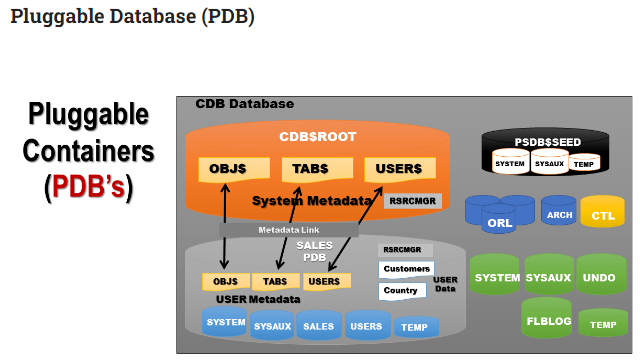 Pluggable Database (PDB)
Pluggable
Containers
(PDB's)
CDB Database
CDB$ROOT
OBJ$
TAB$
USER$
System Metadata
RSRCMGR
Metadata Link
SALES
PDB
RSRCMGR
Customers
Country
USER
Data
OBJ$
TAB$
USER$
USER Metadata
SYSTEM
SYSAUX
SALES
USERS
TEMP
PSDB$SEED
SYSTEM
SYSAUX
TEMP
ORL
ARCH
CTL
SYSTEM
SYSAUX
UNDO
FLBLOG
TEMP